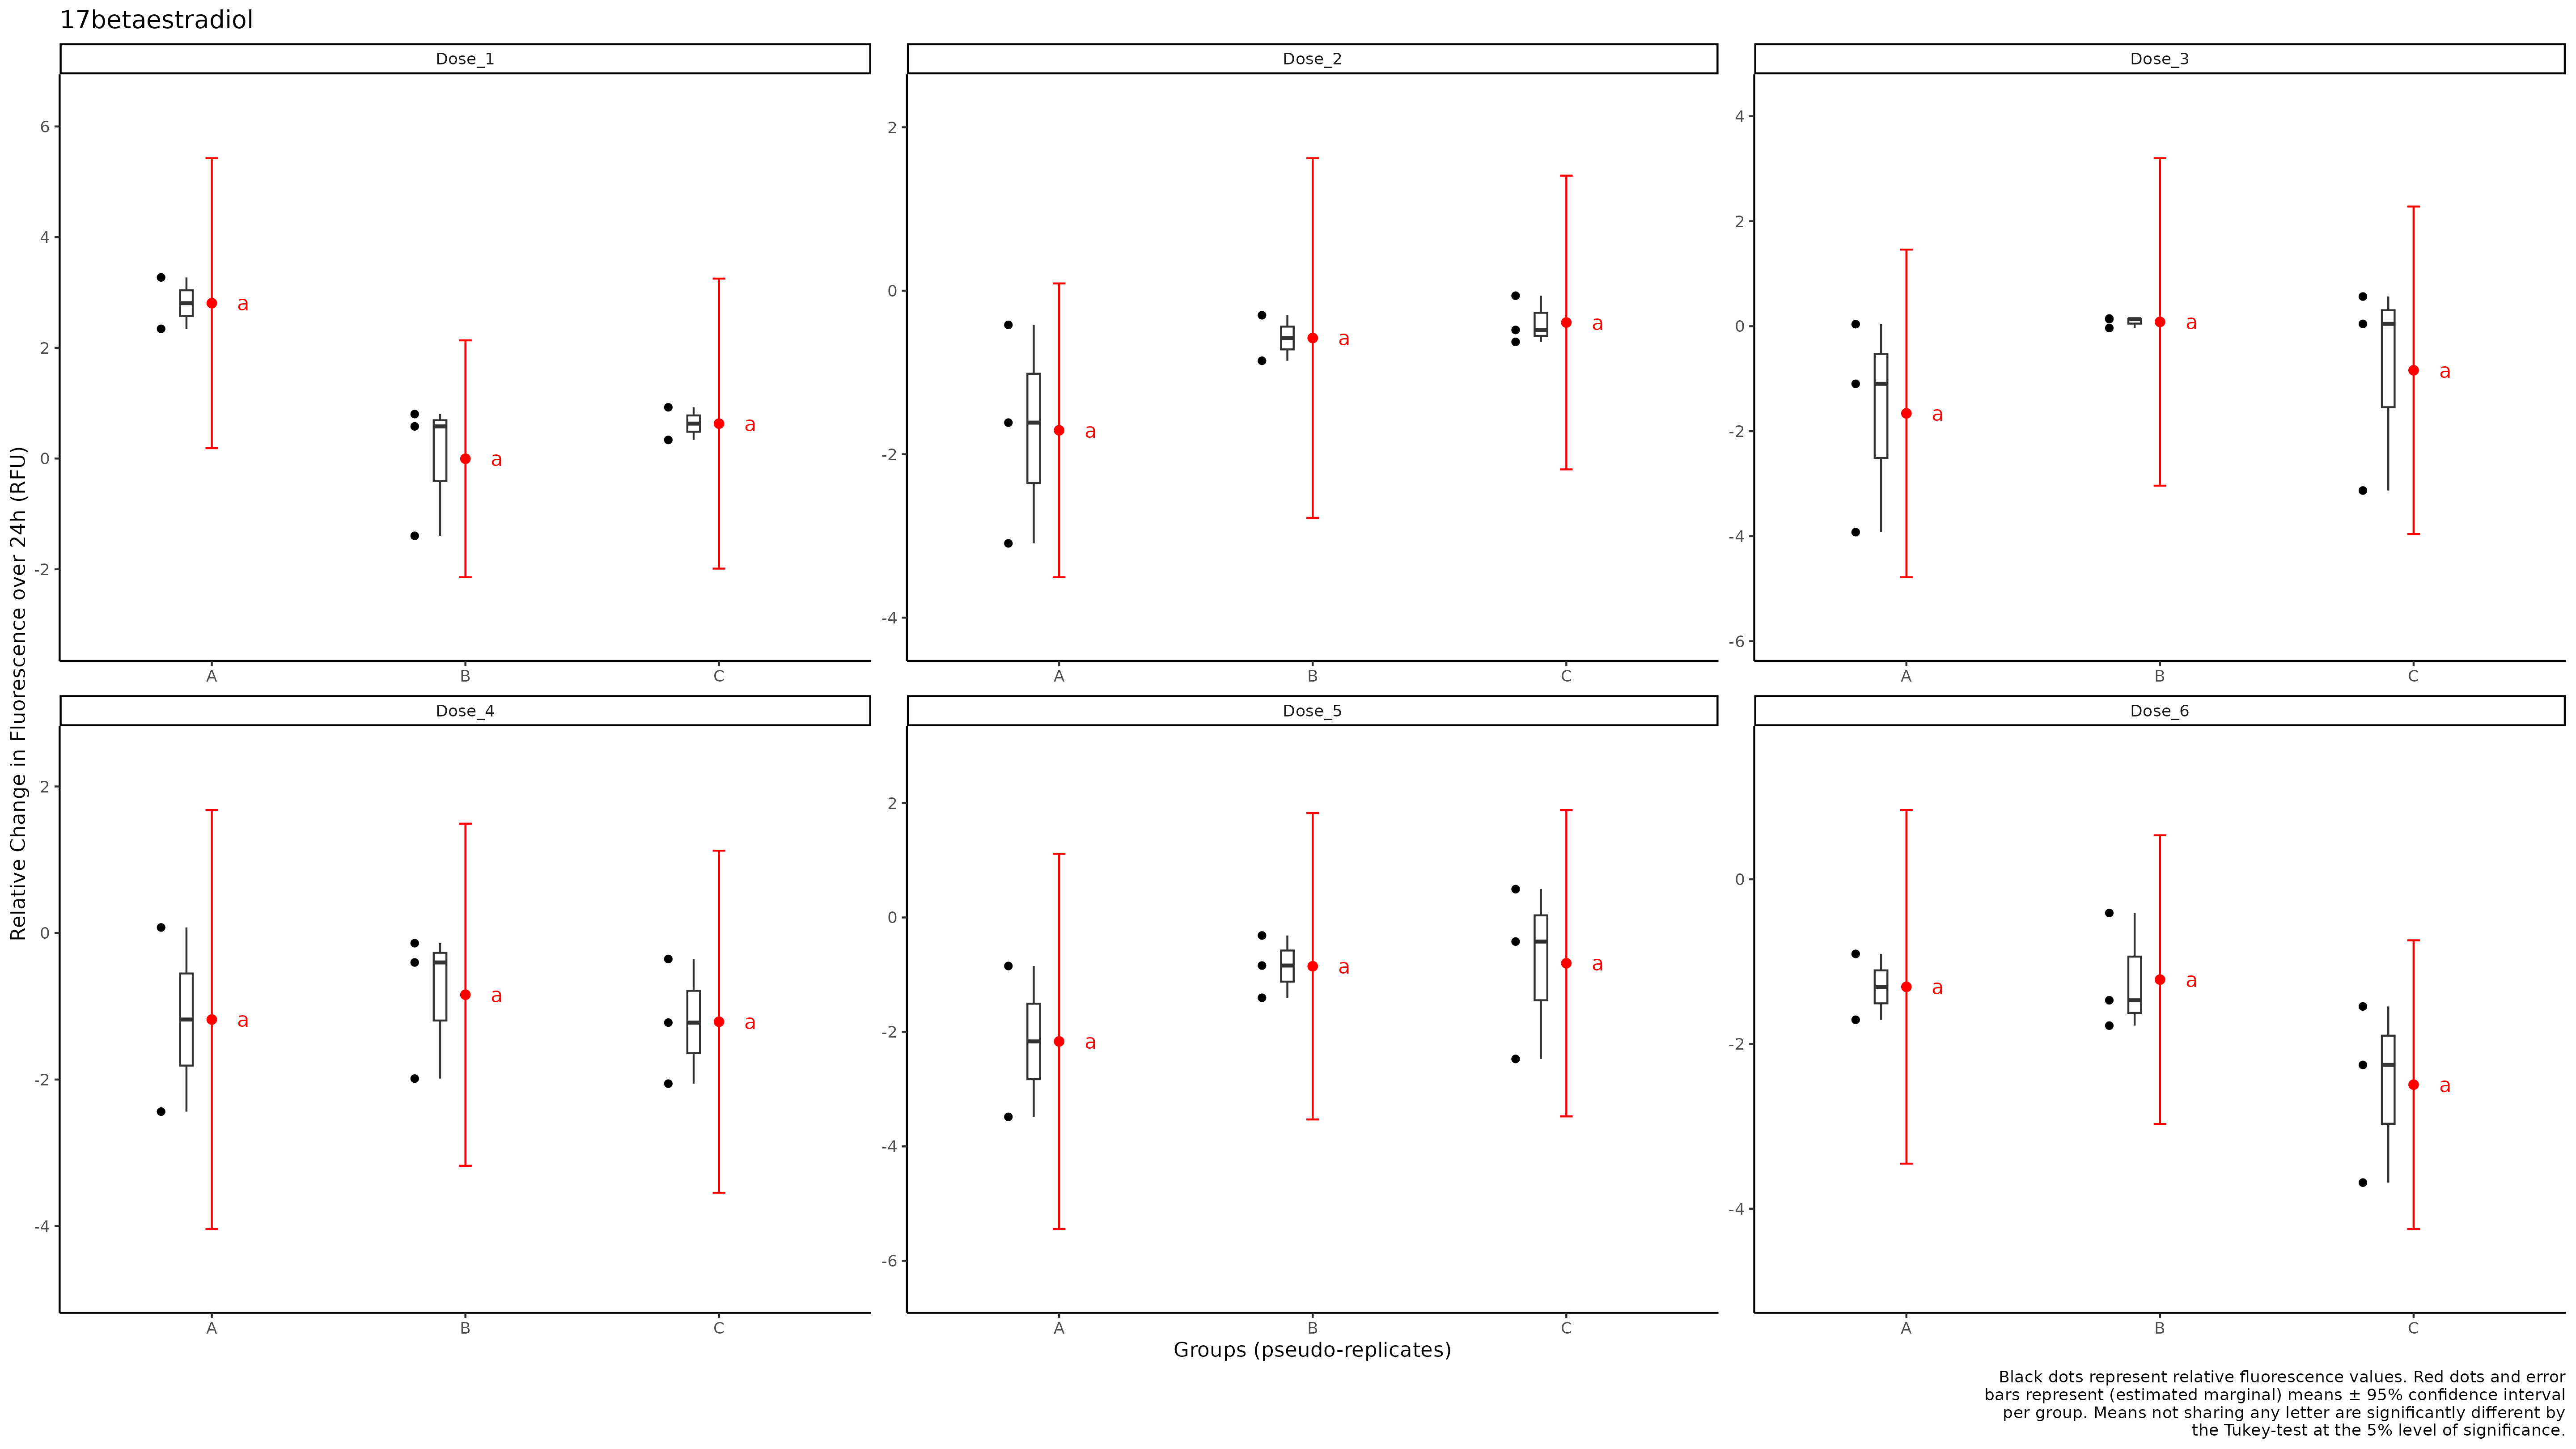 17betaestradiol
Relative Change in Fluorescence over 24h (RFU)
Dose_1
6
4
2
0
-2
a
a
a
A
B
C
Dose_2
2
0
-2
-4
a
a
a
A
B
C
Dose_3
4
2
0
-2
-4
-6
a
a
a
A
B
C
Dose_4
2
0
-2
-4
a
a
a
A
B
C
Dose_5
2
0
-2
-4
-6
a
a
a
A
B
C
Dose_6
0
-2
-4
a
a
a
A
B
C
Groups (pseudo-replicates)
Black dots represent relative fluorescence values. Red dots and error
bars represent (estimated marginal) means ± 95% confidence interval
per group. Means not sharing any letter are significantly different by
the Tukey-test at the 5% level of significance.